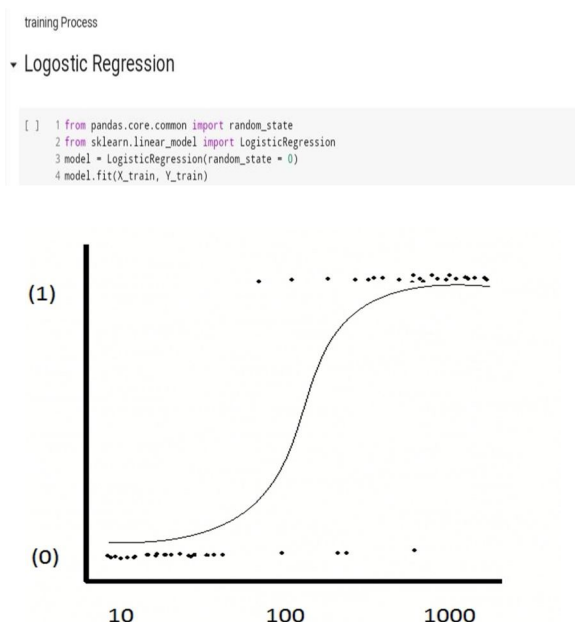 training Process
Logostic Regression
[ ] 1 from pandas.core.common import random_state
2 from sklearn.linear_model import LogisticRegression
3 model = LogisticRegression(random_state = 0)
4 model.fit(X_train, Y_train)
(1)
(0)
10 100 1000